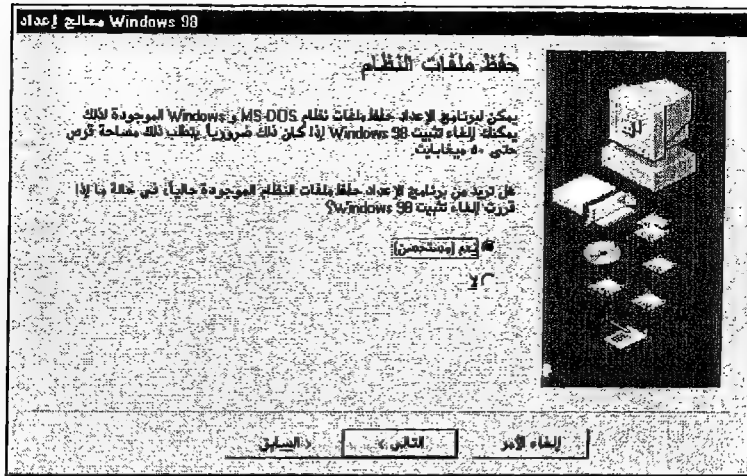 معالج إعداد Windows 98
حفظ ملفات النظام
يمكن لبرنامج الإعداد حفظ ملفات نظام MS-DOS و Windows الموجودة لذلك
يمكنك إلغاء تثبيت Windows 98 إذا كان ذلك ضرورياً. يتطلب ذلك مساحة قرص
حتى ٥٠ ميغابايت.
هل تريد من برنامج الإعداد حفظ ملفات النظام الموجودة حالياً، في حالة ما إذا
قررت إلغاء تثبيت Windows 98؟
نعم (مستحسن)
لا
< السابق
التالي >
إلغاء الأمر